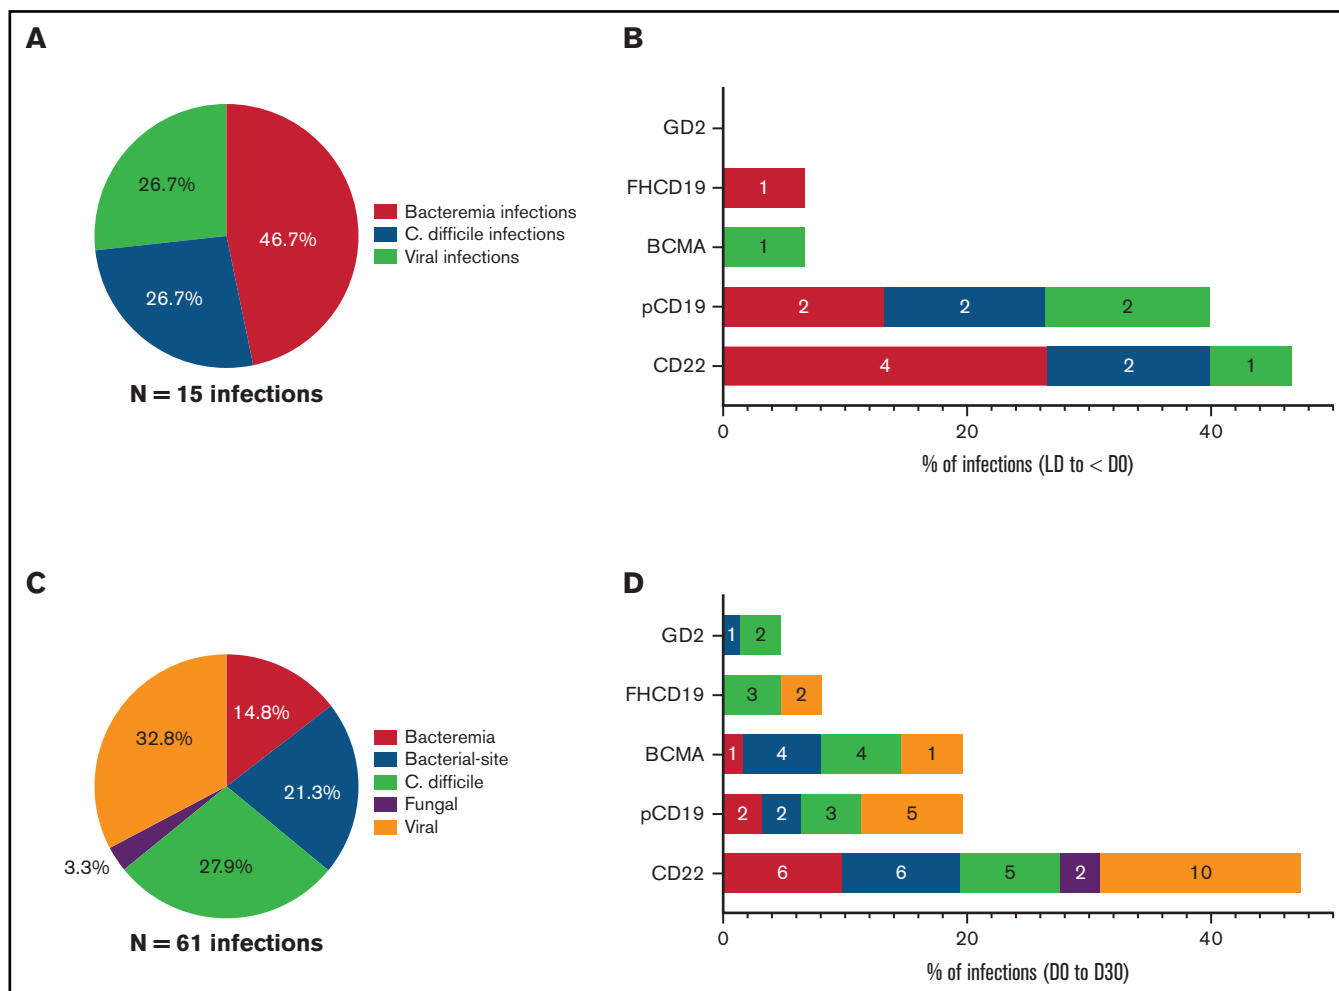 A
46.7%
26.7%
26.7%
Bacteremia infections
C. difficile infections
Viral infections
N = 15 infections
B
GD2
FHCD19
1
BCMA
1
pCD19
2
2
2
CD22
4
2
1
0
20
40
% of infections (LD to < D0)
C
14.8%
21.3%
27.9%
3.3%
32.8%
Bacteremia
Bacterial-site
C. difficile
Fungal
Viral
N = 61 infections
D
GD2
1
2
FHCD19
3
2
BCMA
1
4
4
1
pCD19
2
2
3
5
CD22
6
6
5
2
10
0
20
40
% of infections (D0 to D30)